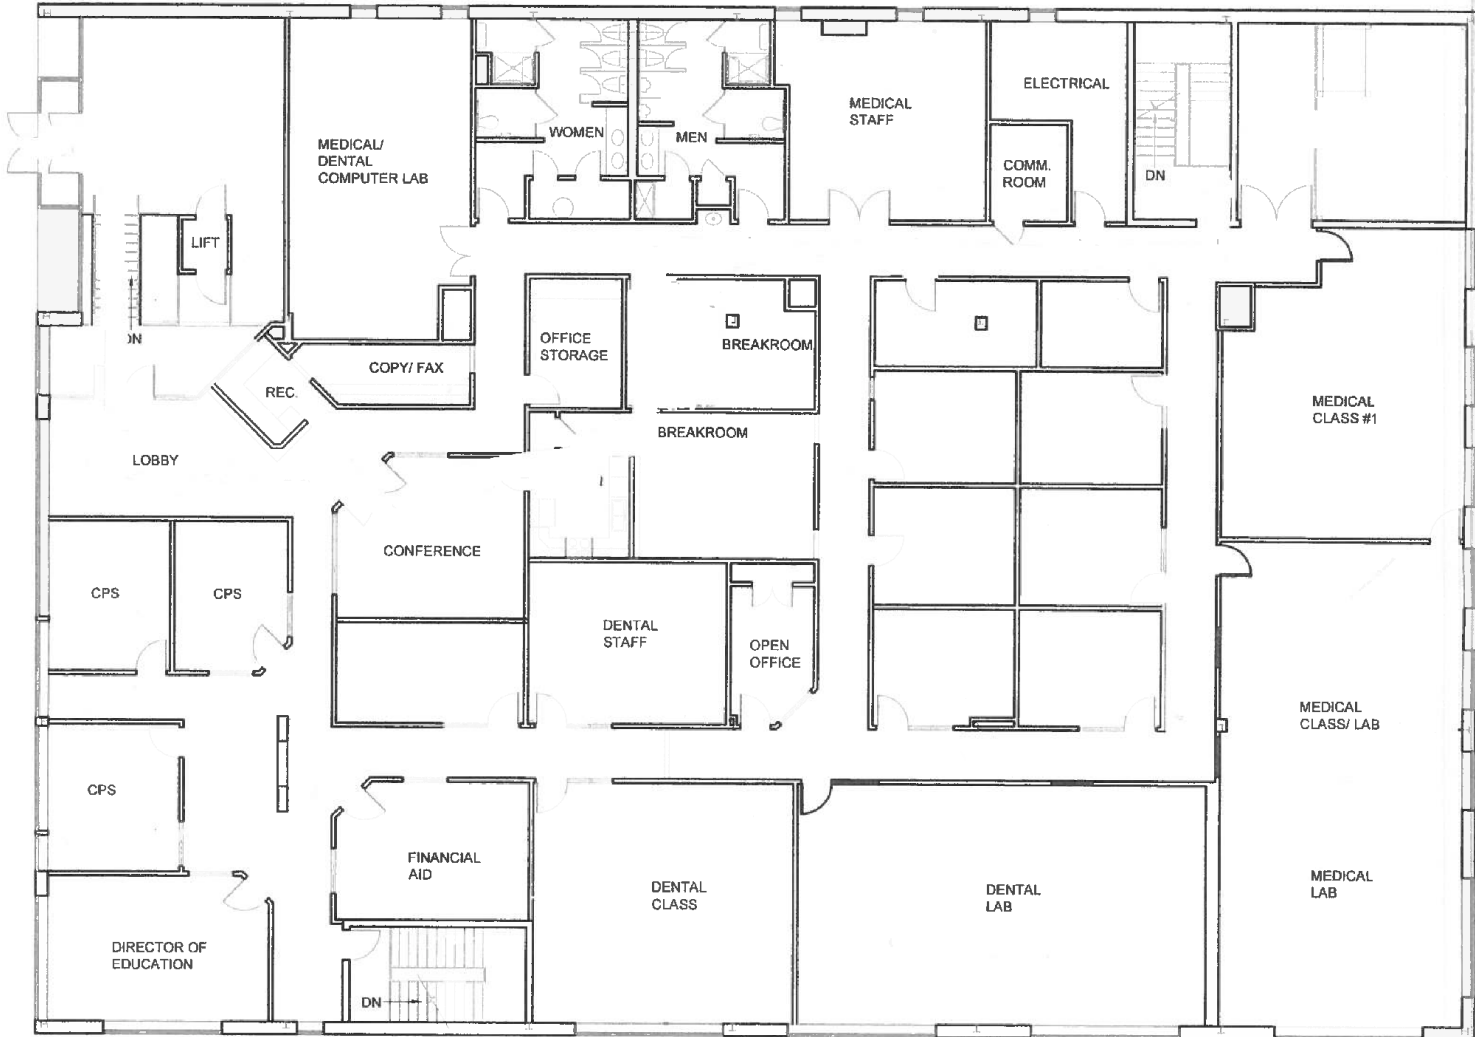 ELECTRICAL
MEDICAL
STAFF
WOMEN
MEN
MEDICAL/
DENTAL
COMPUTER LAB
COMM.
ROOM
DN
LIFT
DN
OFFICE
STORAGE
BREAKROOM
COPY/ FAX
REC.
MEDICAL
CLASS #1
BREAKROOM
LOBBY
CONFERENCE
CPS
CPS
DENTAL
STAFF
OPEN
OFFICE
MEDICAL
CLASS/ LAB
CPS
FINANCIAL
AID
DENTAL
CLASS
DENTAL
LAB
MEDICAL
LAB
DIRECTOR OF
EDUCATION
DN